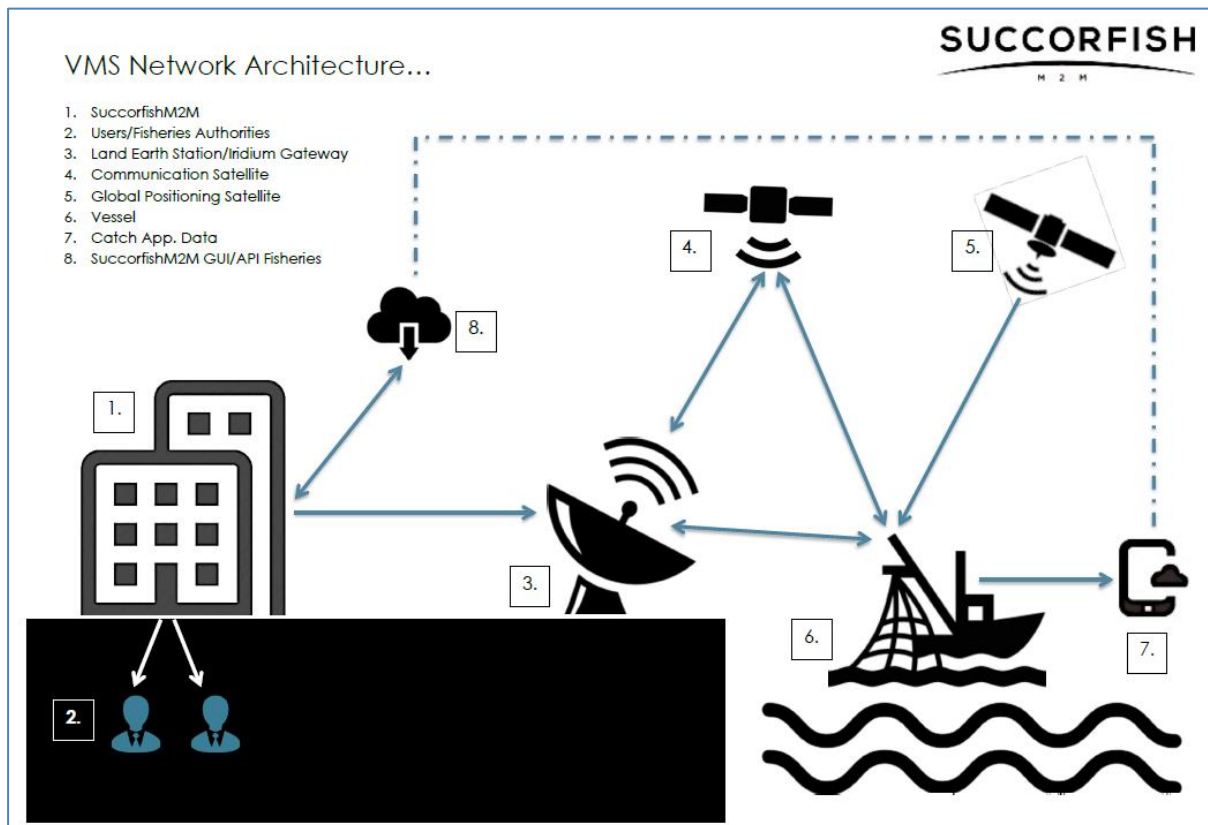 SUCCORFISH
M 2 M
VMS Network Architecture...
1. SuccorfishM2M
2. Users/Fisheries Authorities
3. Land Earth Station/Iridium Gateway
4. Communication Satellite
5. Global Positioning Satellite
6. Vessel
7. Catch App. Data
8. SuccorfishM2M GUI/API Fisheries
4.
5.
8.
1.
3.
6.
7.
2.